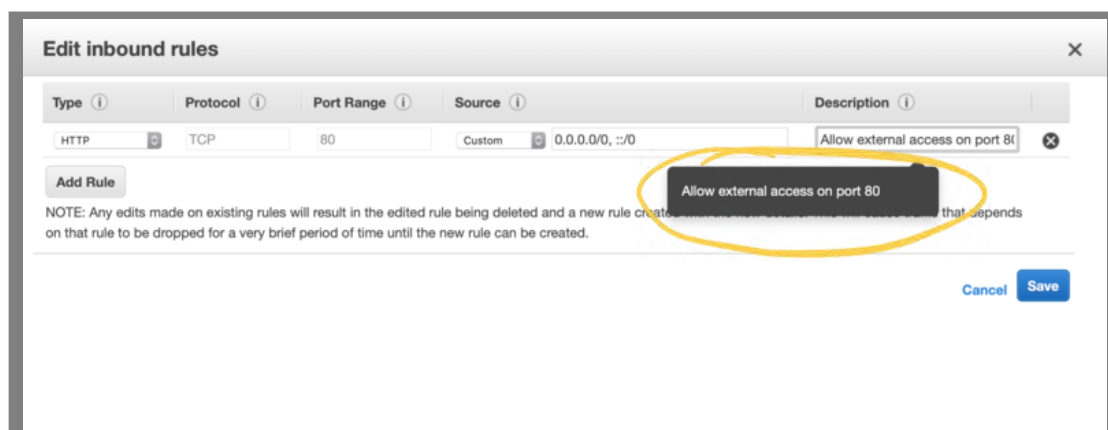 Edit inbound rules
Type Protocol Port Range Source Description
HTTP TCP 80 Custom 0.0.0.0/0, ::/0 Allow external access on port 80
Add Rule
Allow external access on port 80
NOTE: Any edits made on existing rules will result in the edited rule being deleted and a new rule created that depends
on that rule to be dropped for a very brief period of time until the new rule can be created.
Cancel Save